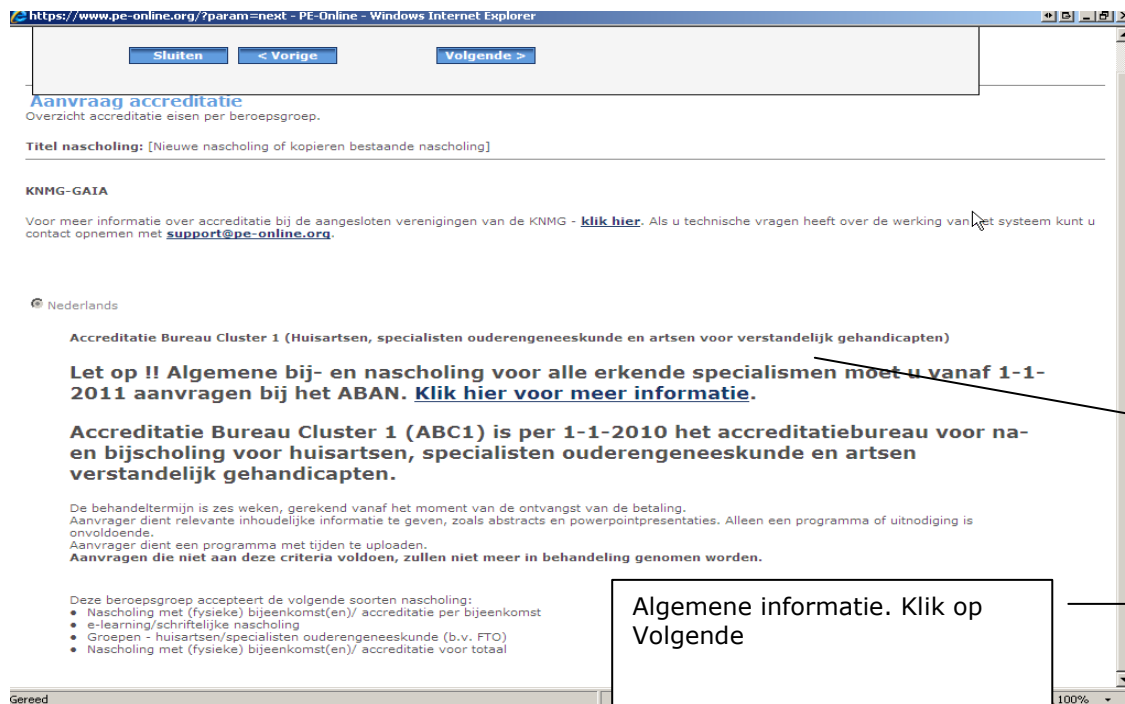 https://www.pe-online.org/?param=next - PE-Online - Windows Internet Explorer
Sluiten < Vorige Volgende >
Aanvraag accreditatie
Overzicht accreditatie eisen per beroepsgroep.
Titel nascholing: [Nieuwe nascholing of kopieren bestaande nascholing]
KNMG-GAIA
Voor meer informatie over accreditatie bij de aangesloten verenigingen van de KNMG - klik hier. Als u technische vragen heeft over de werking van het systeem kunt u
contact opnemen met support@pe-online.org.
Nederlands
Accreditatie Bureau Cluster 1 (Huisartsen, specialisten ouderengeneeskunde en artsen voor verstandelijk gehandicapten)
Let op !! Algemene bij- en nascholing voor alle erkende specialismen moet u vanaf 1-1-
2011 aanvragen bij het ABAN. Klik hier voor meer informatie.
Accreditatie Bureau Cluster 1 (ABC1) is per 1-1-2010 het accreditatiebureau voor na-
en bijscholing voor huisartsen, specialisten ouderengeneeskunde en artsen
verstandelijk gehandicapten.
De behandeltermijn is zes weken, gerekend vanaf het moment van de ontvangst van de betaling.
Aanvrager dient relevante inhoudelijke informatie te geven, zoals abstracts en powerpointpresentaties. Alleen een programma of uitnodiging is
onvoldoende.
Aanvrager dient een programma met tijden te uploaden.
Aanvragen die niet aan deze criteria voldoen, zullen niet meer in behandeling genomen worden.
Deze beroepsgroep accepteert de volgende soorten nascholing:
• Nascholing met (fysieke) bijeenkomst(en)/ accreditatie per bijeenkomst
• e-learning/schriftelijke nascholing
• Groepen - huisartsen/specialisten ouderengeneeskunde (b.v. FTO)
• Nascholing met (fysieke) bijeenkomst(en)/ accreditatie voor totaal
Algemene informatie. Klik op
Volgende
Gereed 100%